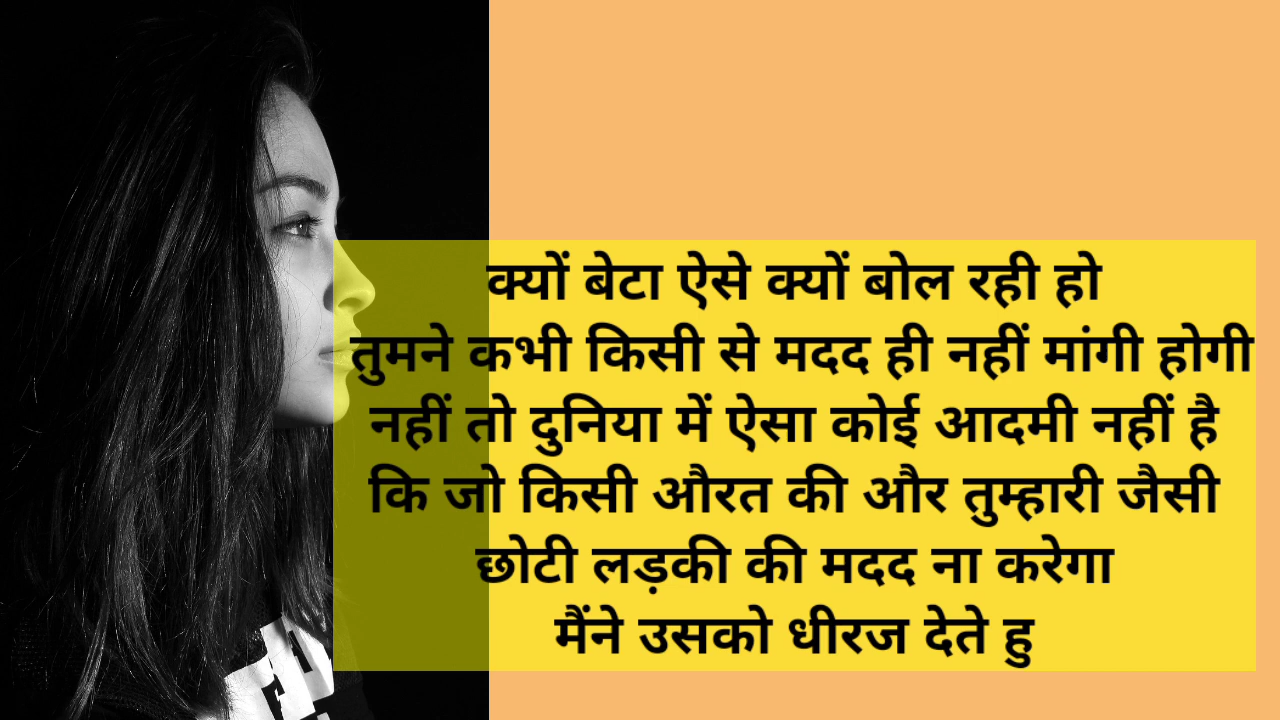 क्यों बेटा ऐसे क्यों बोल रही हो
तुमने कभी किसी से मदद ही नहीं मांगी होगी
नहीं तो दुनिया में ऐसा कोई आदमी नहीं है
कि जो किसी औरत की और तुम्हारी जैसी
छोटी लड़की की मदद ना करेगा
मैंने उसको धीरज देते हु